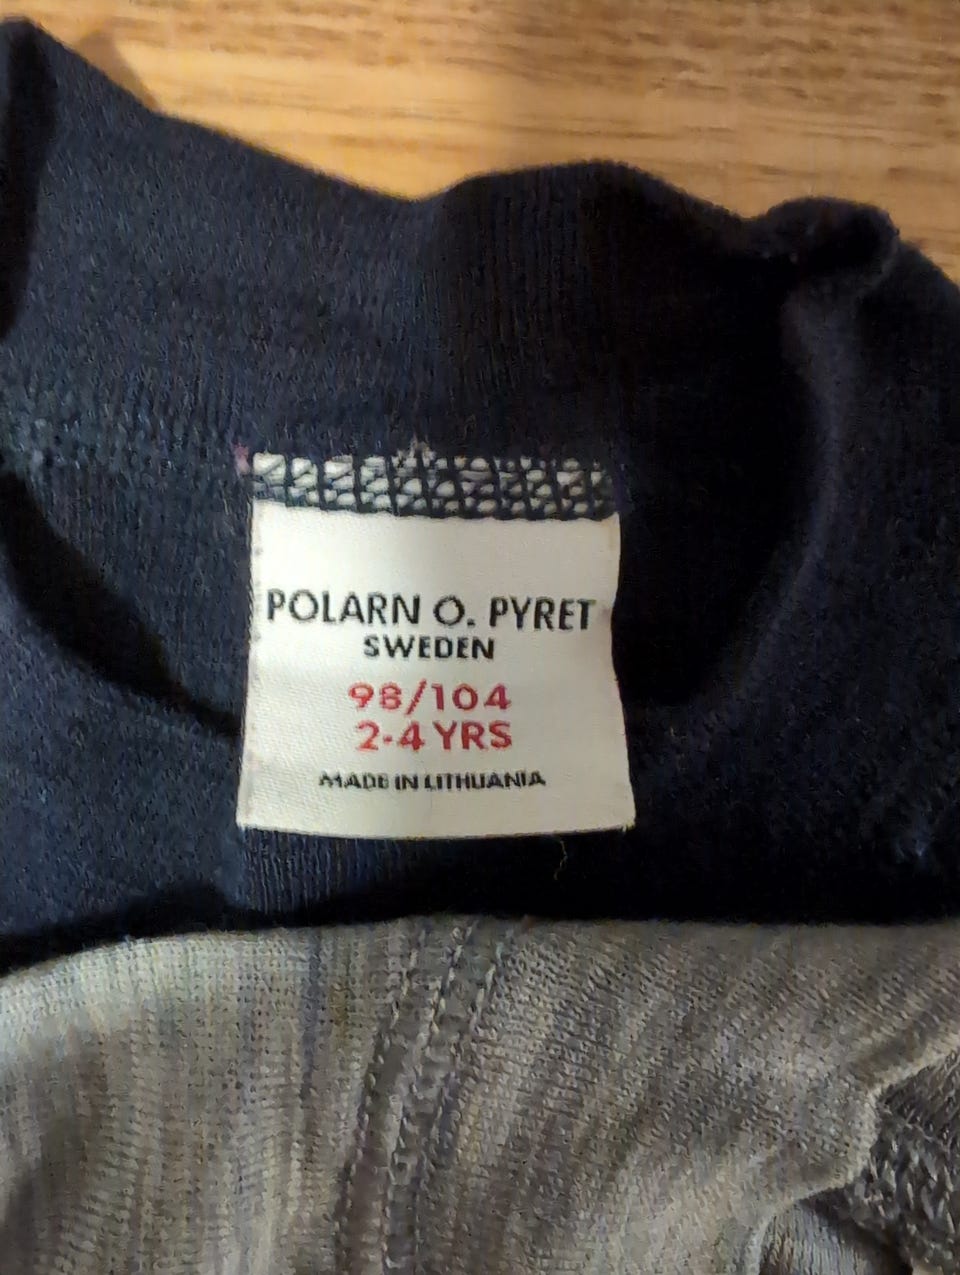 POLARN O. PYRET
SWEDEN
98/104
2-4 YRS
MADE IN LITHUANIA